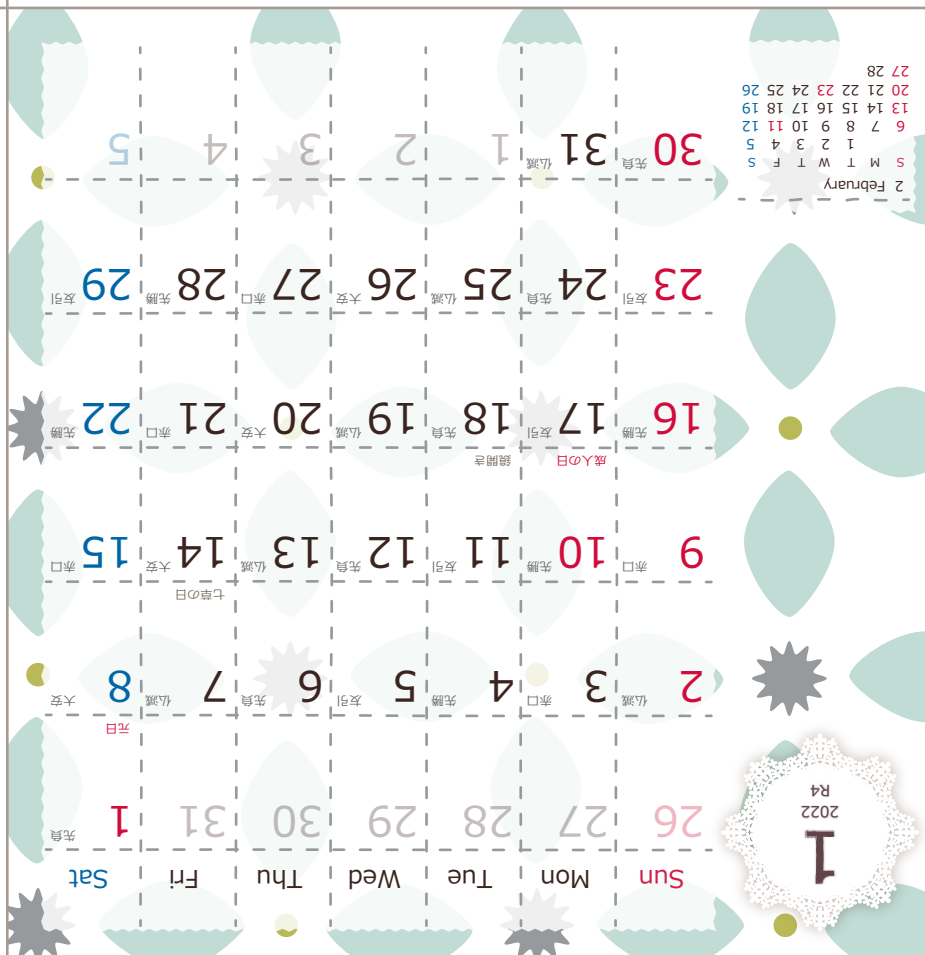 1
2022
R4
Sun Mon Tue Wed Thu Fri Sat
26 27 28 29 30 31 1 先負
元日
2 仏滅 3 赤口 4 先勝 5 友引 6 先負 7 仏滅 8 大安
七草の日
9 赤口 10 先勝 11 友引 12 先負 13 仏滅 14 大安 15 赤口
成人の日 鏡開き
16 先勝 17 友引 18 先負 19 仏滅 20 大安 21 赤口 22 先勝
23 友引 24 先負 25 仏滅 26 大安 27 赤口 28 先勝 29 友引
30 先負 31 仏滅 1 2 3 4 5
2 February
S M T W T F S
1 2 3 4 5
6 7 8 9 10 11 12
13 14 15 16 17 18 19
20 21 22 23 24 25 26
27 28